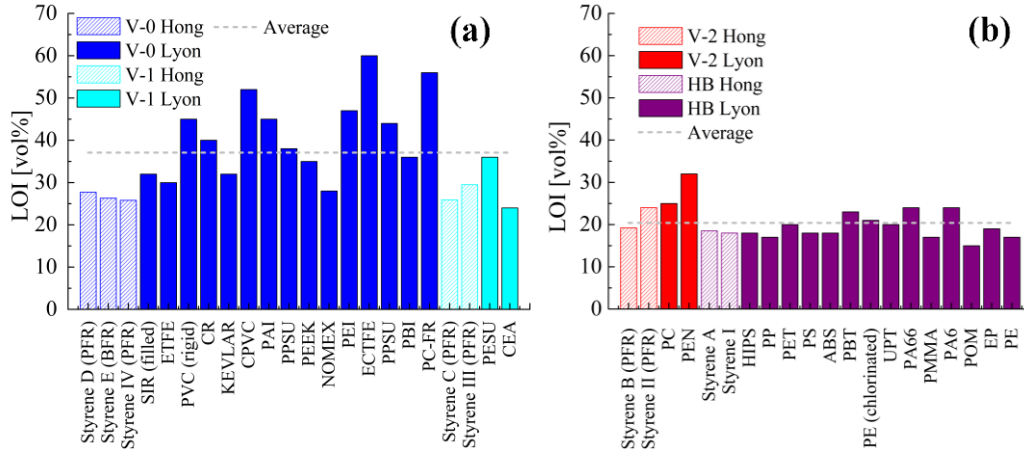 V-0 Hong
V-0 Lyon
V-1 Hong
V-1 Lyon
Average
(a)
LOI [vol%]
70
60
50
40
30
20
10
0
Styrene D (PFR)
Styrene E (BFR)
Styrene IV (PFR)
SIR (filled)
ETFE
PVC (rigid)
CR
KEVLAR
CPVC
PAI
PPSU
PEEK
NOMEX
PEI
ECTFE
PPSU
PBI
PC-FR
Styrene C (PFR)
Styrene III (PFR)
PESU
CEA
V-2 Hong
V-2 Lyon
HB Hong
HB Lyon
Average
(b)
LOI [vol%]
70
60
50
40
30
20
10
0
Styrene B (PFR)
Styrene II (PFR)
PC
PEN
Styrene A
Styrene I
HIPS
PP
PET
PS
ABS
PBT
PE (chlorinated)
UPT
PA66
PMMA
PA6
POM
EP
PE